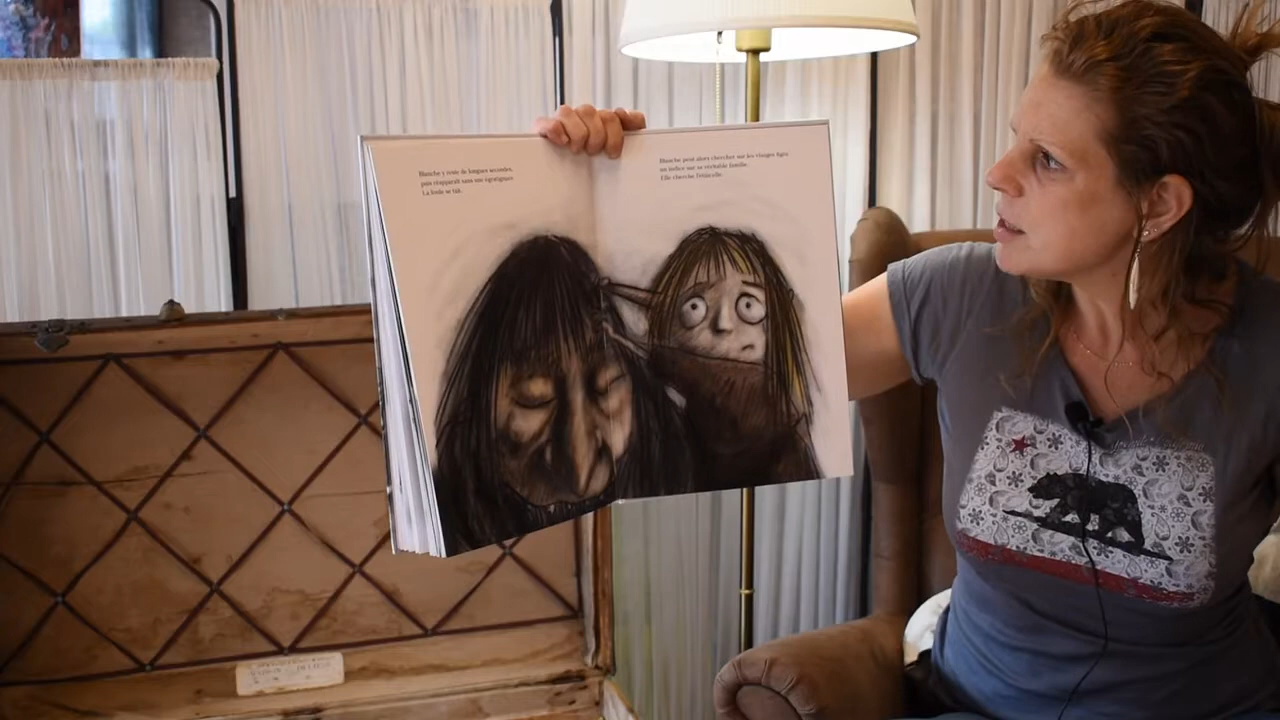 Blanche y reste de longues secondes,
puis réapparaît sans une égratignure.
La foule se tait.
Blanche peut alors chercher sur les visages figés
un indice sur sa véritable famille.
Elle cherche l'étincelle.